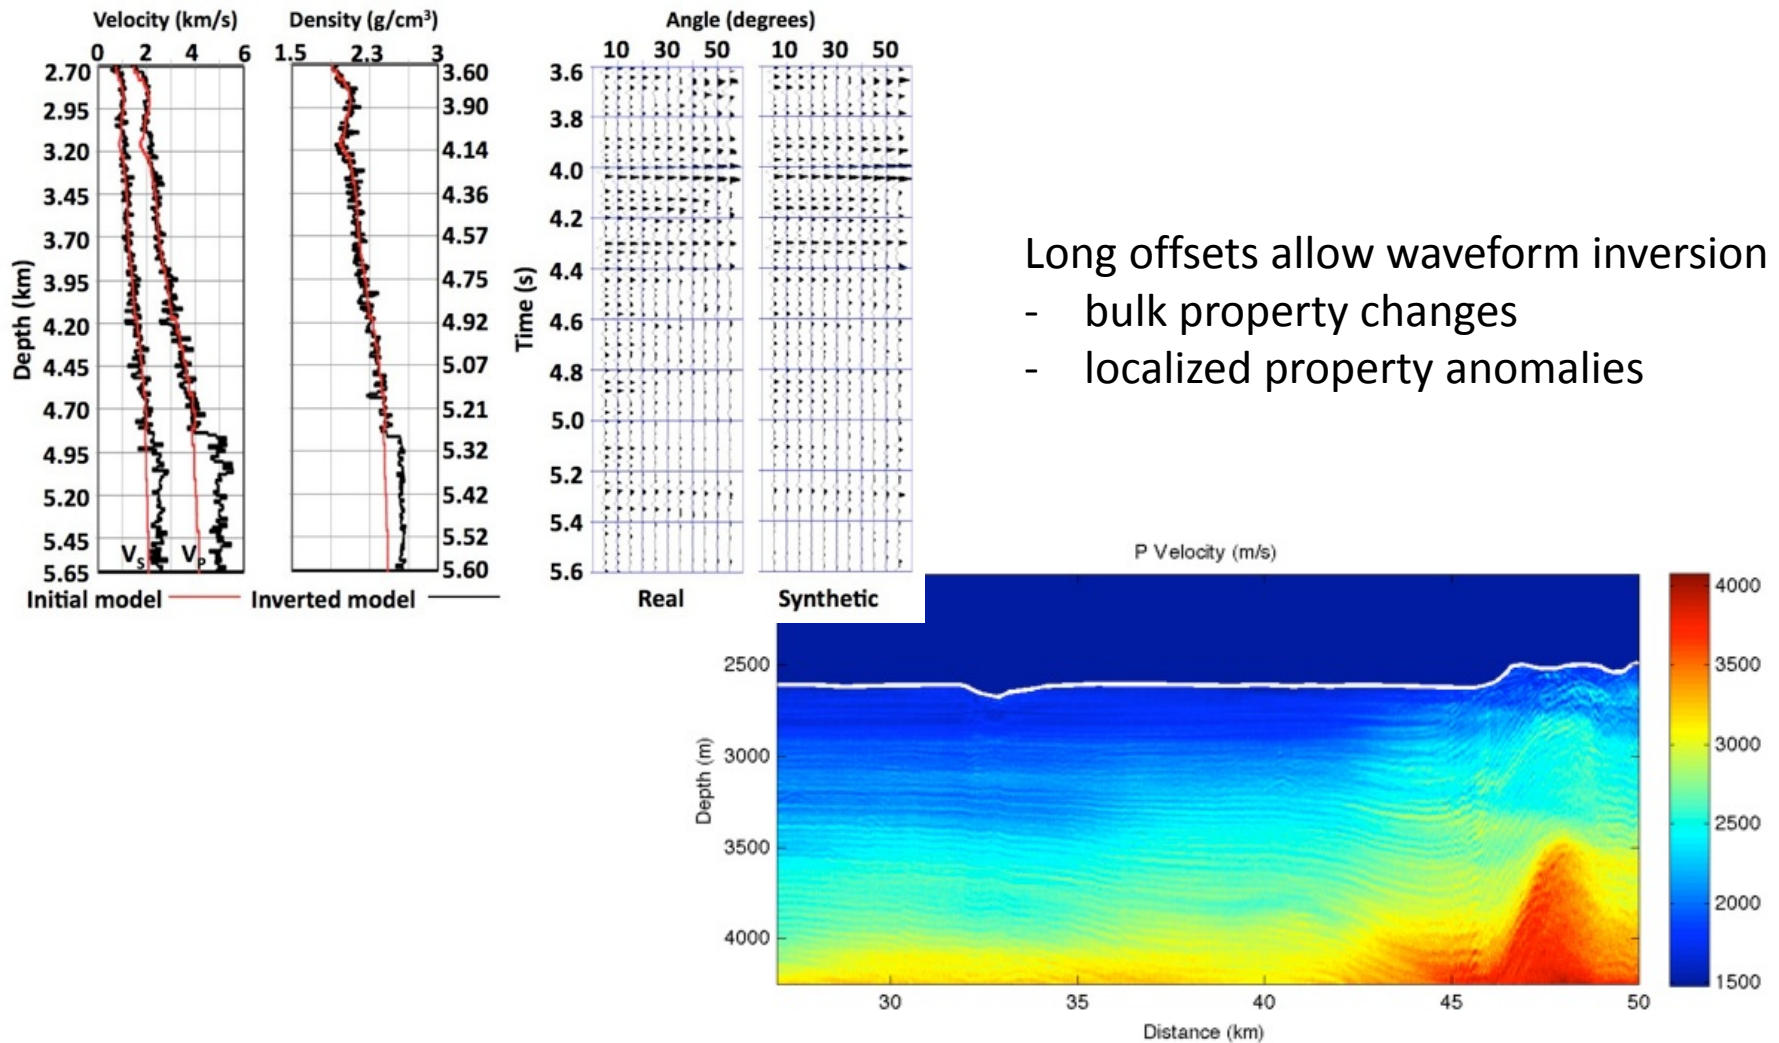 Velocity (km/s)
0 2 4 6
Density (g/cm³)
1.5 2.3 3
Angle (degrees)
10 30 50 10 30 50
Depth (km)
2.70
2.95
3.20
3.45
3.70
3.95
4.20
4.45
4.70
4.95
5.20
5.45
5.65
V_S V_P
3.60
3.90
4.14
4.36
4.57
4.75
4.92
5.07
5.21
5.32
5.42
5.52
5.60
Time (s)
3.6
3.8
4.0
4.2
4.4
4.6
4.8
5.0
5.2
5.4
5.6
Initial model Inverted model
Real Synthetic
Long offsets allow waveform inversion
- bulk property changes
- localized property anomalies
P Velocity (m/s)
Depth (m)
2500
3000
3500
4000
30 35 40 45 50
Distance (km)
4000
3500
3000
2500
2000
1500